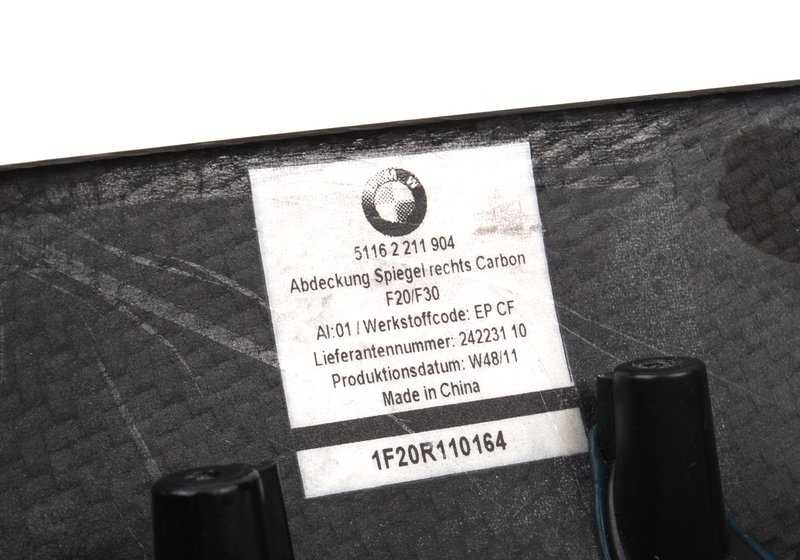 BMW
5116 2 211 904
Abdeckung Spiegel rechts Carbon
F20/F30
AI:01 / Werkstoffcode: EP CF
Lieferantennummer: 242231 10
Produktionsdatum: W48/11
Made in China
1F20R110164